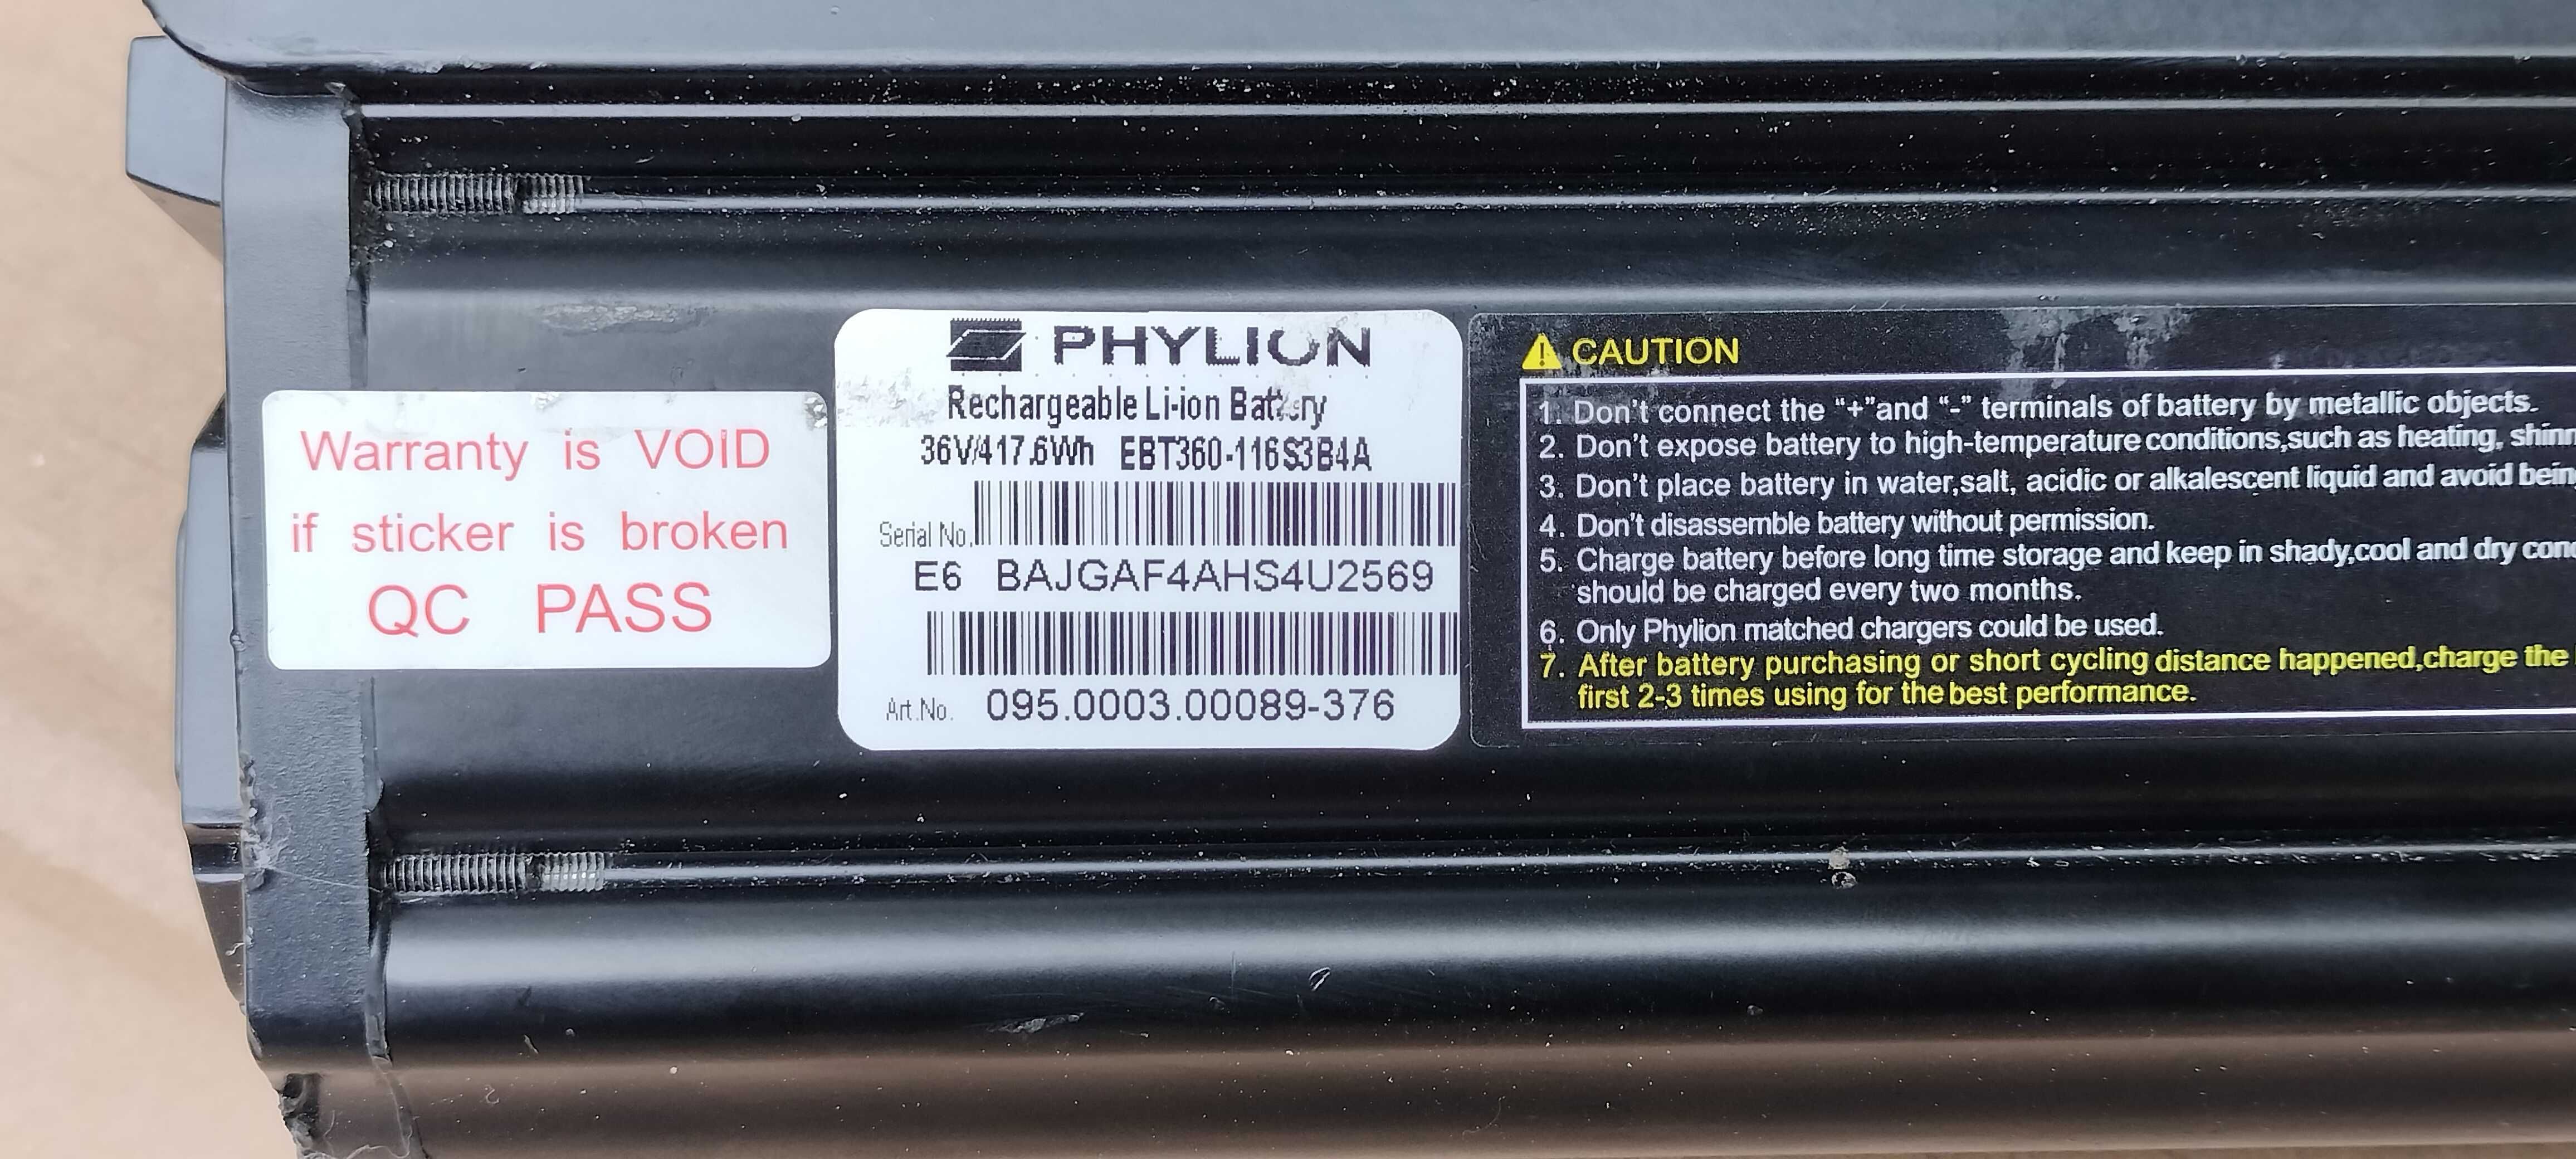 Warranty is VOID
if sticker is broken
QC PASS
PHYLION
Rechargeable Li-ion Battery
36V/417.6Wh EBT360-116S3B4A
Serial No.
E6 BAJGAF4AHS4U2569
Art.No. 095.0003.00089-376
CAUTION
1. Don't connect the "+"and "-" terminals of battery by metallic objects.
2. Don't expose battery to high-temperature conditions,such as heating,
3. Don't place battery in water,salt, acidic or alkalescent liquid and avoid
4. Don't disassemble battery without permission.
5. Charge battery before long time storage and keep in shady,cool and dry
should be charged every two months.
6. Only Phylion matched chargers could be used.
7. After battery purchasing or short cycling distance happened,charge the
first 2-3 times using for the best performance.